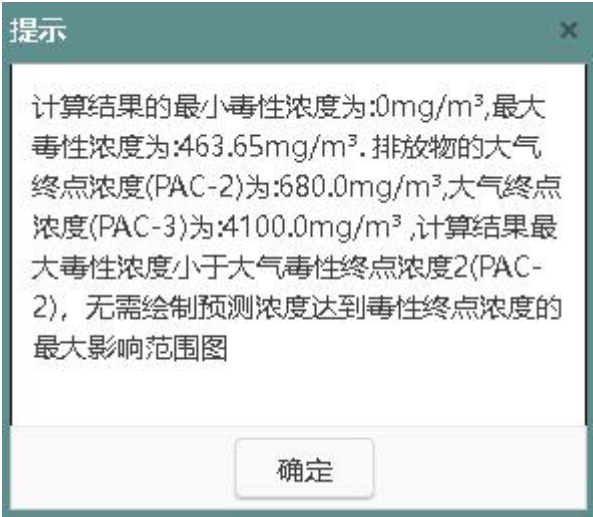 提示
×
计算结果的最小毒性浓度为:0mg/m³,最大
毒性浓度为:463.65mg/m³. 排放物的大气
终点浓度(PAC-2)为:680.0mg/m³,大气终点
浓度(PAC-3)为:4100.0mg/m³ ,计算结果最
大毒性浓度小于大气毒性终点浓度2(PAC-
2)，无需绘制预测浓度达到毒性终点浓度的
最大影响范围图
确定